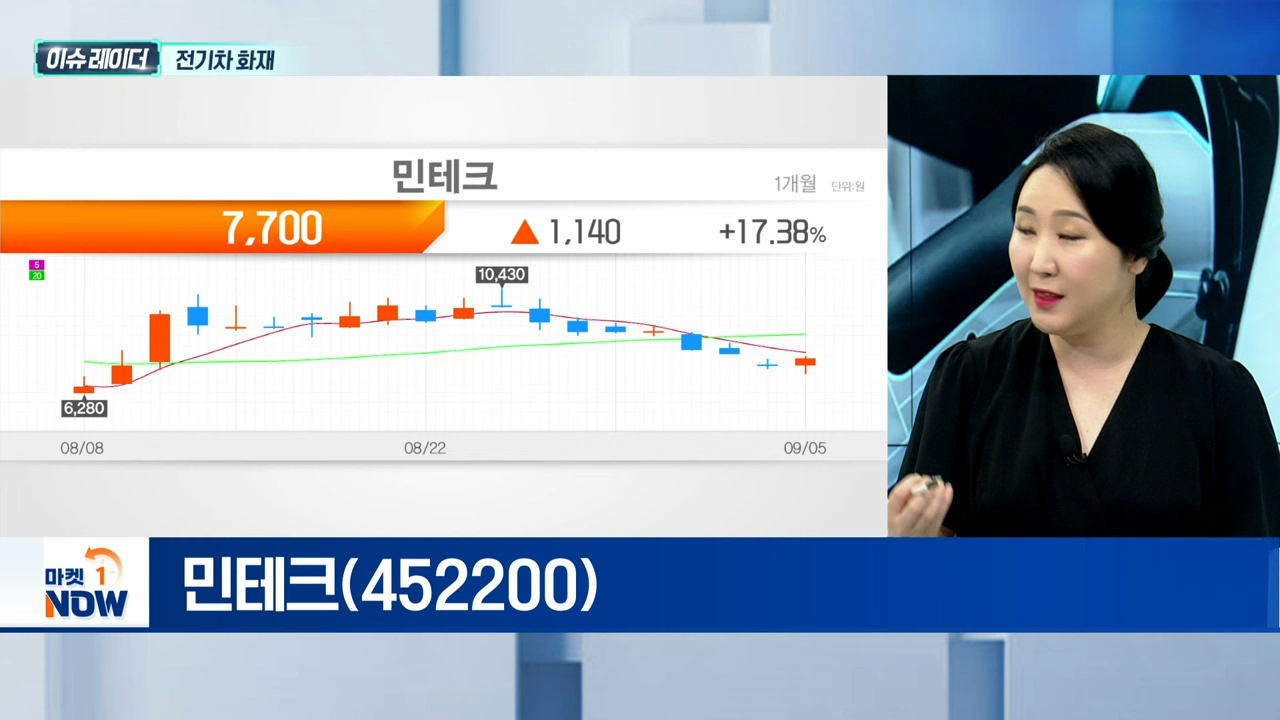 이슈 레이더 전기차 화재
민테크
1개월 단위:원
7,700 ▲ 1,140 +17.38%
5
20
10,430
6,280
08/08 08/22 09/05
마켓 1
NOW
민테크(452200)